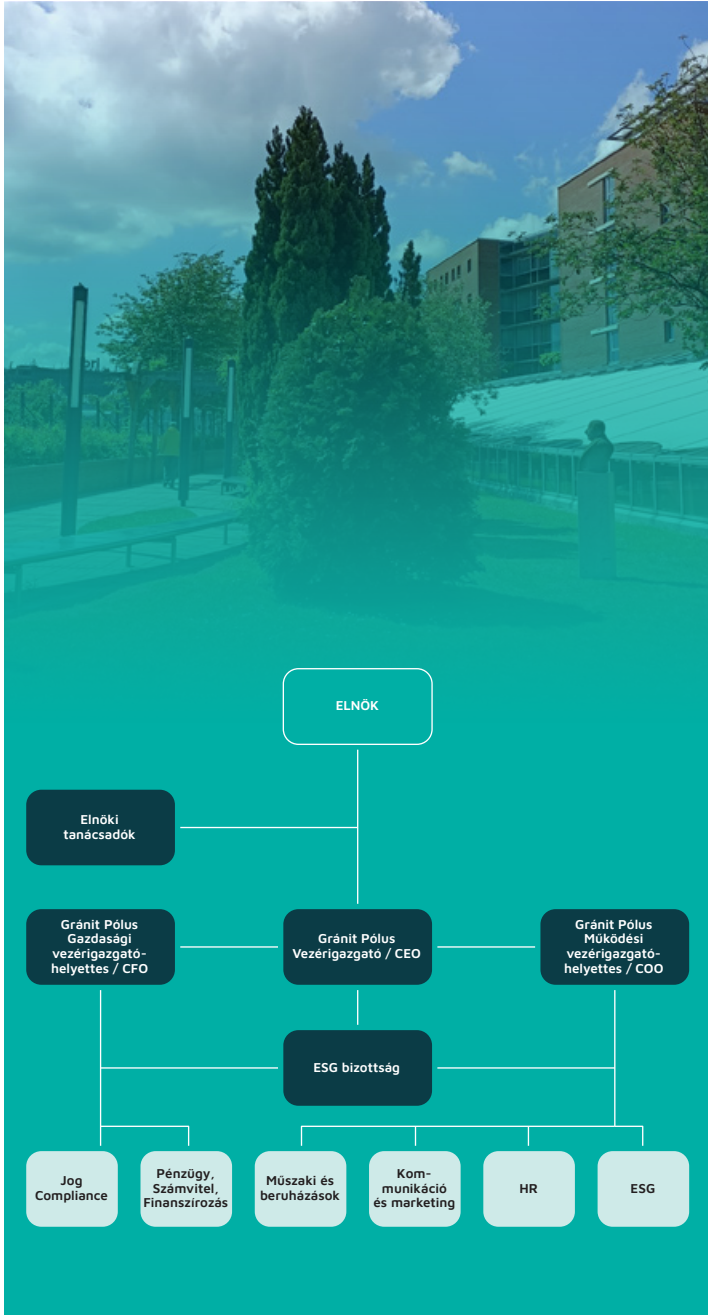 ELNÖK
Elnöki
tanácsadók
Gránit Pólus
Gazdasági
vezérigazgató-
helyettes / CFO
Gránit Pólus
Vezérigazgató / CEO
Gránit Pólus
Működési
vezérigazgató-
helyettes / COO
ESG bizottság
Jog
Compliance
Pénzügy,
Számvitel,
Finanszírozás
Műszaki és
beruházások
Kom-
munikáció
és marketing
HR
ESG